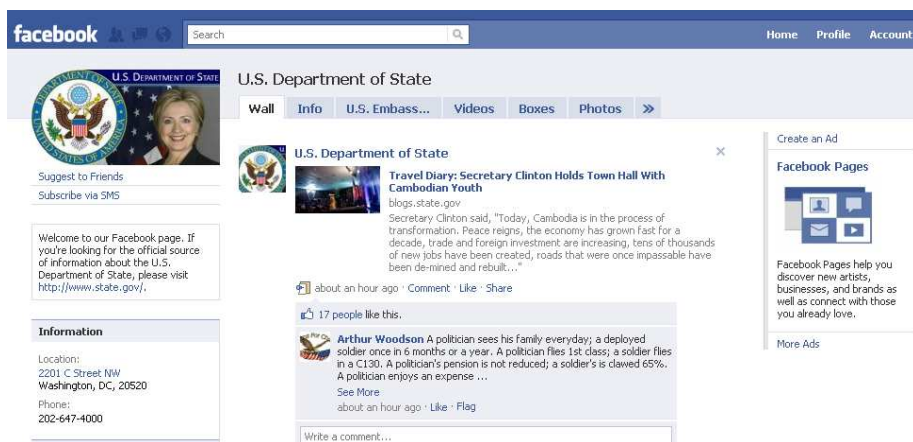 facebook
Search
Home Profile Account
U.S. DEPARTMENT OF STATE
DEPARTMENT OF STATE
UNITED STATES OF AMERICA
Suggest to Friends
Subscribe via SMS
Welcome to our Facebook page. If
you're looking for the official source
of information about the U.S.
Department of State, please visit
http://www.state.gov/.
Information
Location:
2201 C Street NW
Washington, DC, 20520
Phone:
202-647-4000
U.S. Department of State
Wall Info U.S. Embass... Videos Boxes Photos »
U.S. Department of State
Travel Diary: Secretary Clinton Holds Town Hall With
Cambodian Youth
blogs.state.gov
Secretary Clinton said, "Today, Cambodia is in the process of
transformation. Peace reigns, the economy has grown fast for a
decade, trade and foreign investment are increasing, tens of thousands
of new jobs have been created, roads that were once impassable have
been de-mined and rebuilt..."
about an hour ago · Comment · Like · Share
17 people like this.
Arthur Woodson A politician sees his family everyday; a deployed
soldier once in 6 months or a year. A politician flies 1st class; a soldier flies
in a C130. A politician's pension is not reduced; a soldier's is clawed 65%.
A politician enjoys an expense ...
See More
about an hour ago · Like · Flag
Write a comment...
Create an Ad
Facebook Pages
Facebook Pages help you
discover new artists,
businesses, and brands as
well as connect with those
you already love.
More Ads